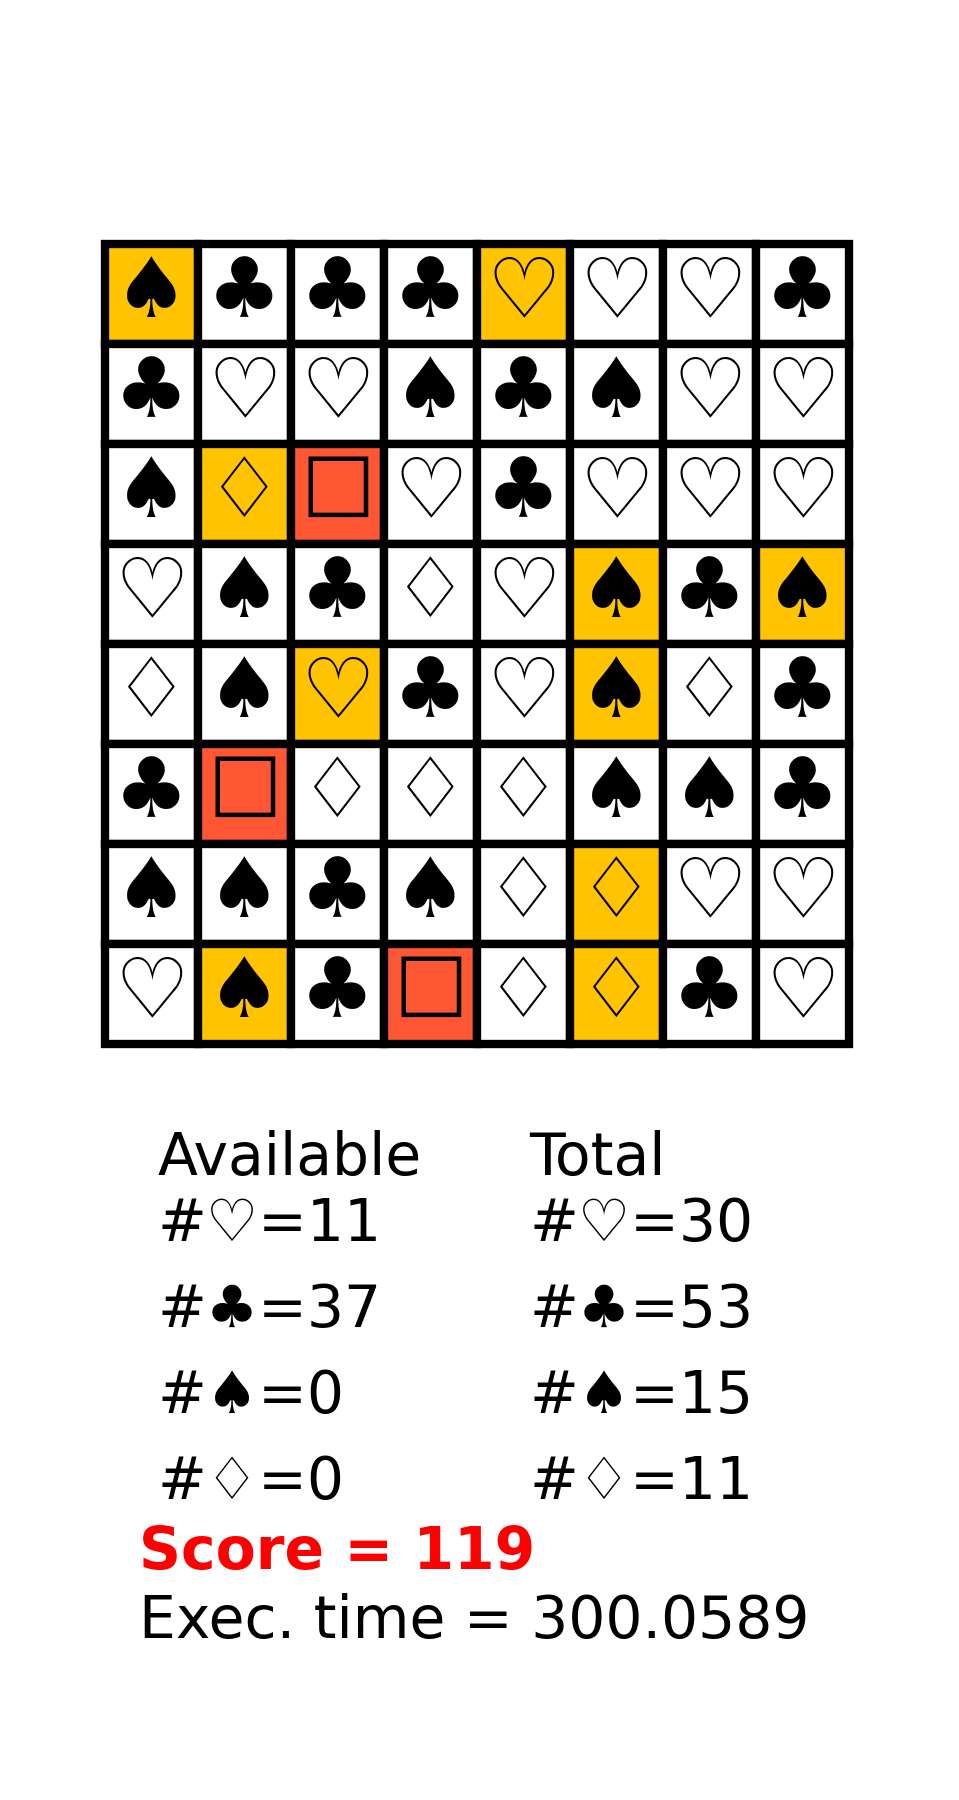 ♠ ♣ ♣ ♣ ♡ ♡ ♡ ♣
♣ ♡ ♡ ♠ ♣ ♠ ♡ ♡
♠ ♢ □ ♡ ♣ ♡ ♡ ♡
♡ ♠ ♣ ♢ ♡ ♠ ♣ ♠
♢ ♠ ♡ ♣ ♡ ♠ ♢ ♣
♣ □ ♢ ♢ ♢ ♠ ♠ ♣
♠ ♠ ♣ ♠ ♢ ♢ ♡ ♡
♡ ♠ ♣ □ ♢ ♢ ♣ ♡
Available Total
#♡=11 #♡=30
#♣=37 #♣=53
#♠=0 #♠=15
#♢=0 #♢=11
Score = 119
Exec. time = 300.0589